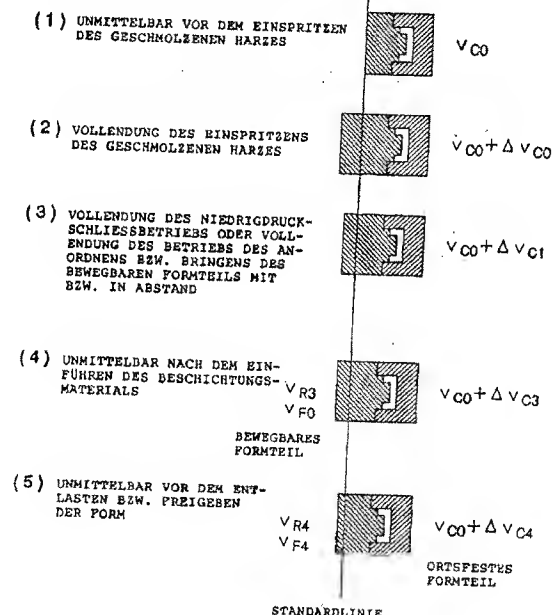 (1) UNMITTELBAR VOR DEM EINSPRITZEN
DES GESCHMOLZENEN HARZES
V C0
(2) VOLLENDUNG DES EINSPRITZENS
DES GESCHMOLZENEN HARZES
V C0 + Δ V C0
(3) VOLLENDUNG DES NIEDRIGDRUCK-
SCHLIESSBETRIEBS ODER VOLL-
ENDUNG DES BETRIEBS DES AN-
ORDNENS BZW. BRINGENS DES
BEWEGBAREN FORMTEILS MIT
BZW. IN ABSTAND
V C0 + Δ V C1
(4) UNMITTELBAR NACH DEM EIN-
FÜHREN DES BESCHICHTUNGS-
MATERIALS
V R3
V F0
V C0 + Δ V C3
BEWEGBARES
FORMTEIL
(5) UNMITTELBAR VOR DEM ENT-
LASTEN BZW. FREIGEBEN
DER FORM
V R4
V F4
V C0 + Δ V C4
ORTSFESTES
FORMTEIL
STANDARDLINIE